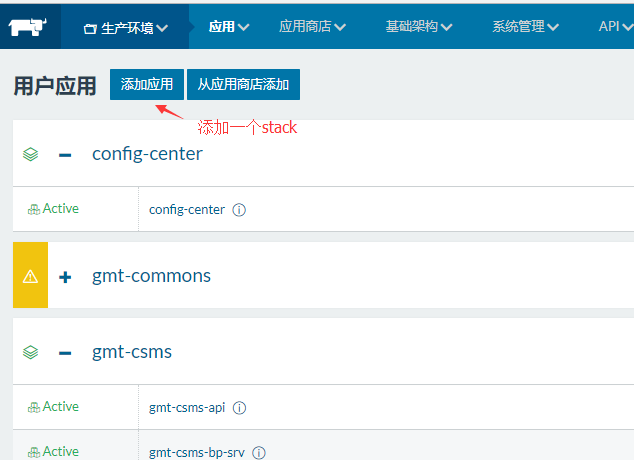 生产环境 应用 应用商店 基础架构 系统管理 API
用户应用 添加应用 从应用商店添加
添加一个stack
config-center
Active config-center
gmt-commons
gmt-csms
Active gmt-csms-api
Active gmt-csms-bp-srv